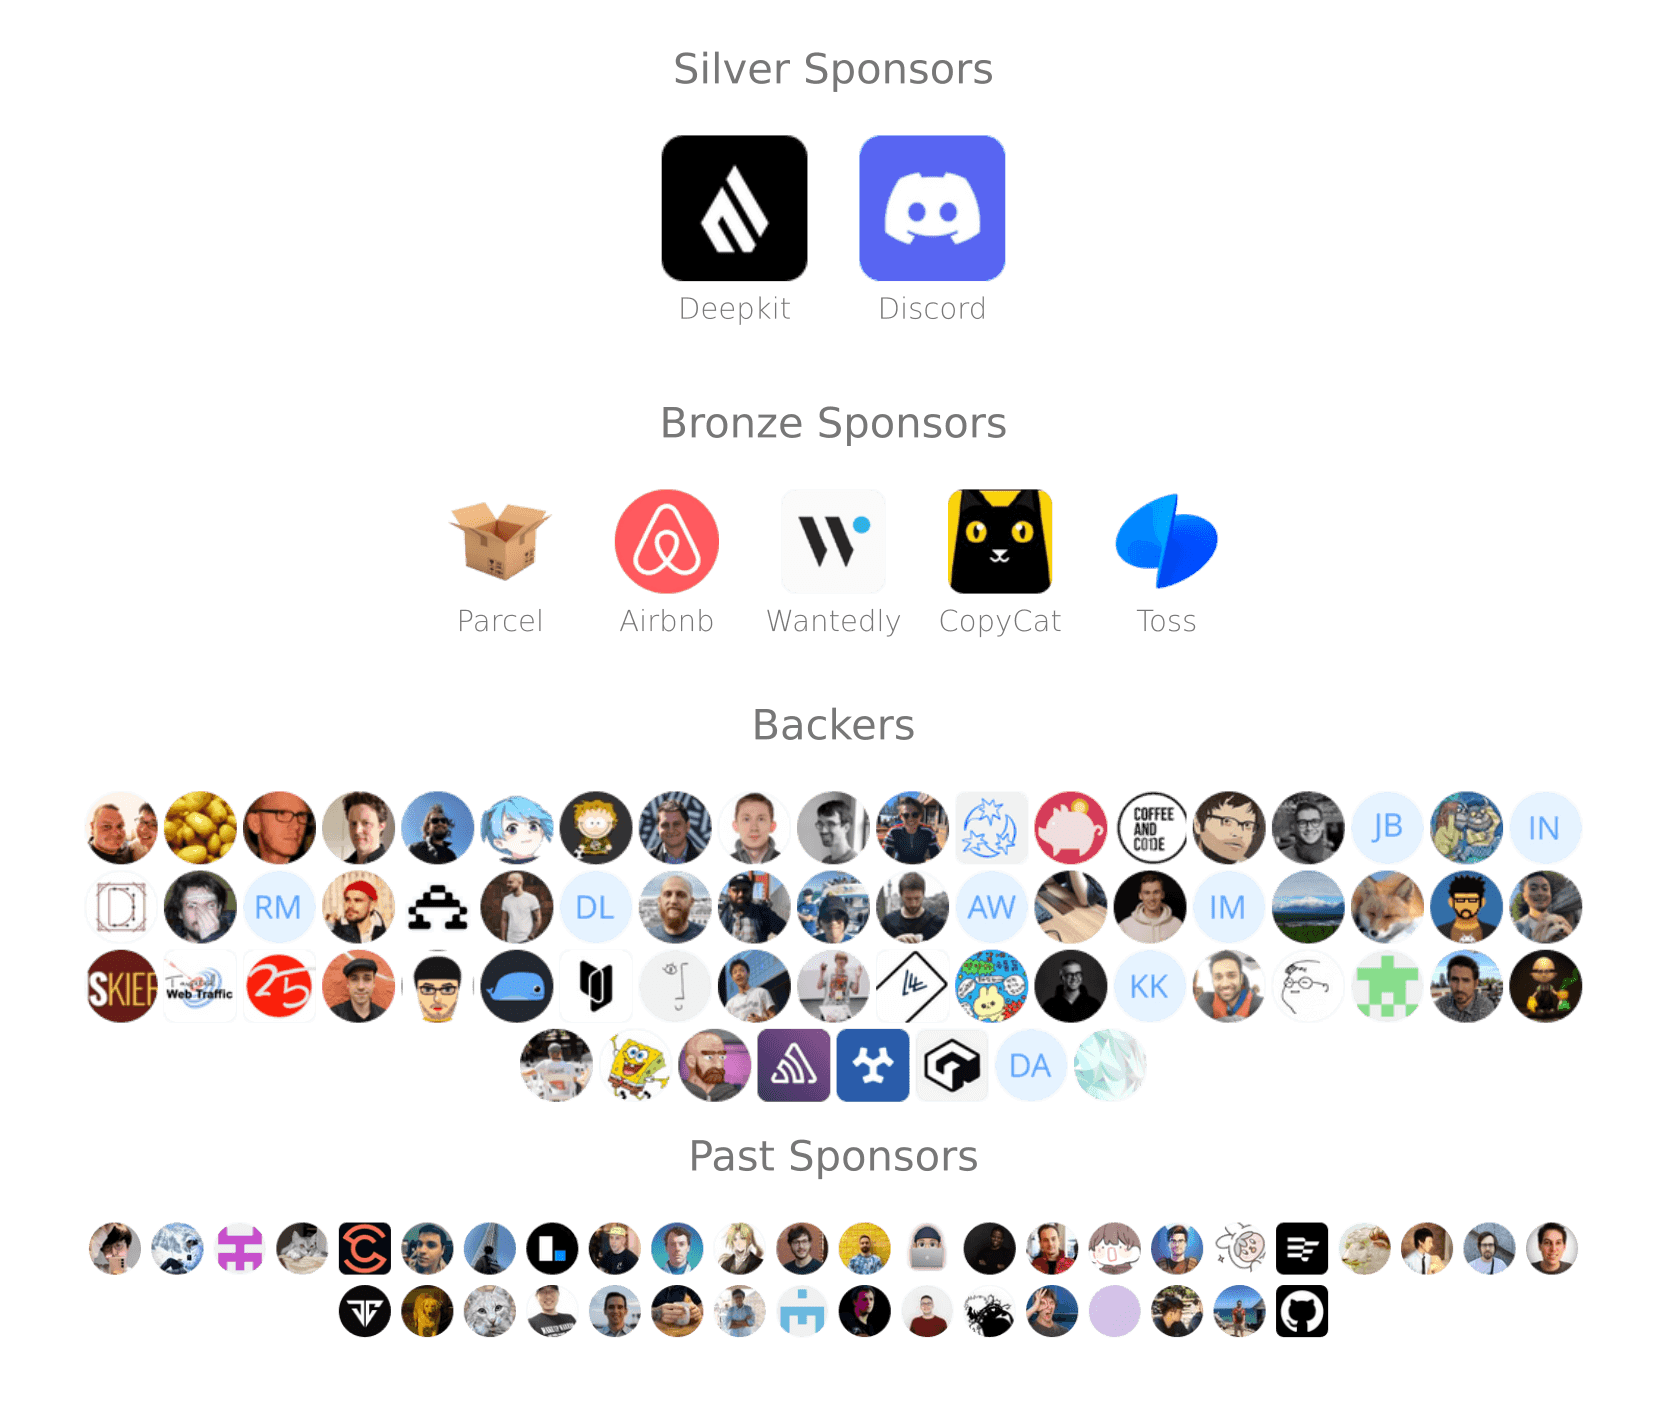 Silver Sponsors
Deepkit Discord
Bronze Sponsors
Parcel Airbnb Wantedly CopyCat Toss
Backers
COFFEE
AND
CODE
JB IN
RM DL AW IM
SKIEF
Web Traffic
25
KK
DA
Past Sponsors